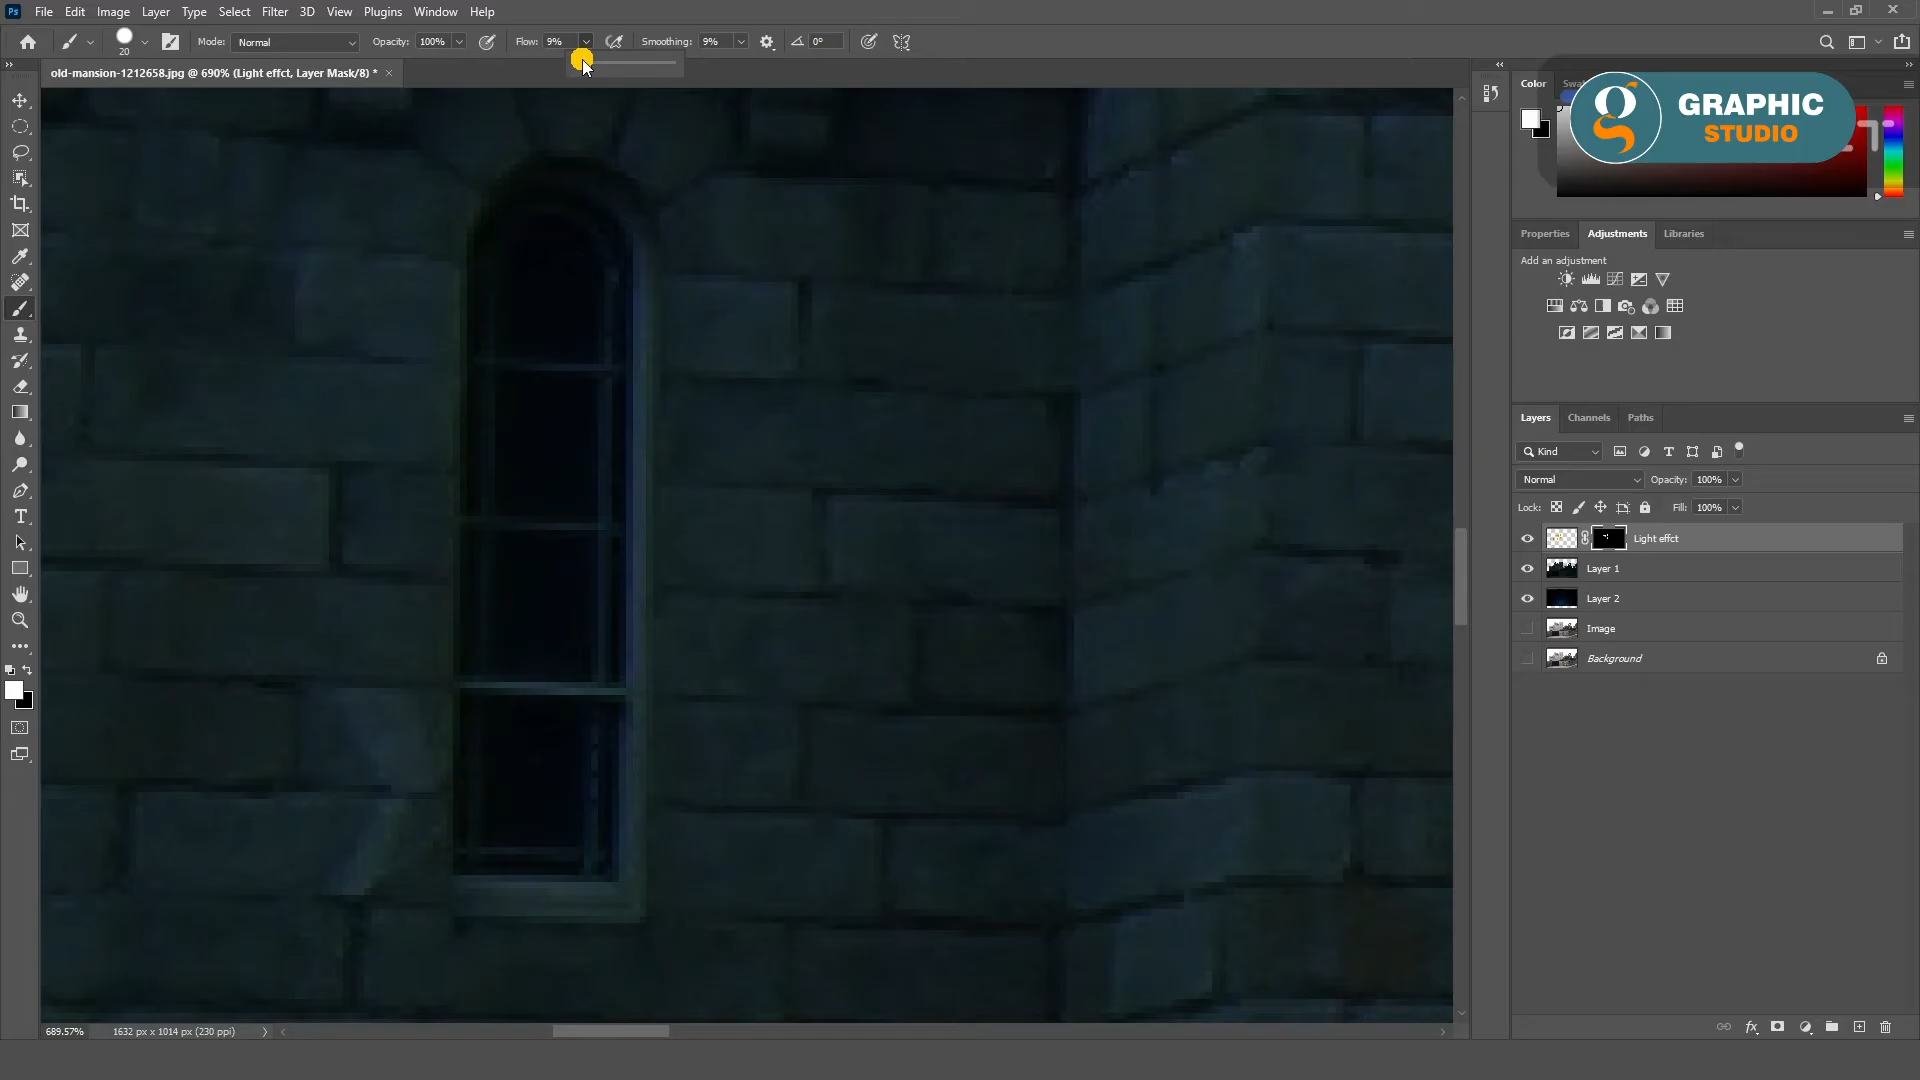 Ps File Edit Image Layer Type Select Filter 3D View Plugins Window Help
20 Mode: Normal Opacity: 100% Flow: 9% Smoothing: 9% 0°
old-mansion-1212658.jpg @ 690% (Light effct, Layer Mask/8) *
Color
GRAPHIC
STUDIO
Properties Adjustments Libraries
Add an adjustment
Layers Channels Paths
Kind
Normal Opacity: 100%
Lock: Fill: 100%
Light effct
Layer 1
Layer 2
Image
Background
689.57% 1632 px x 1014 px (230 ppi)